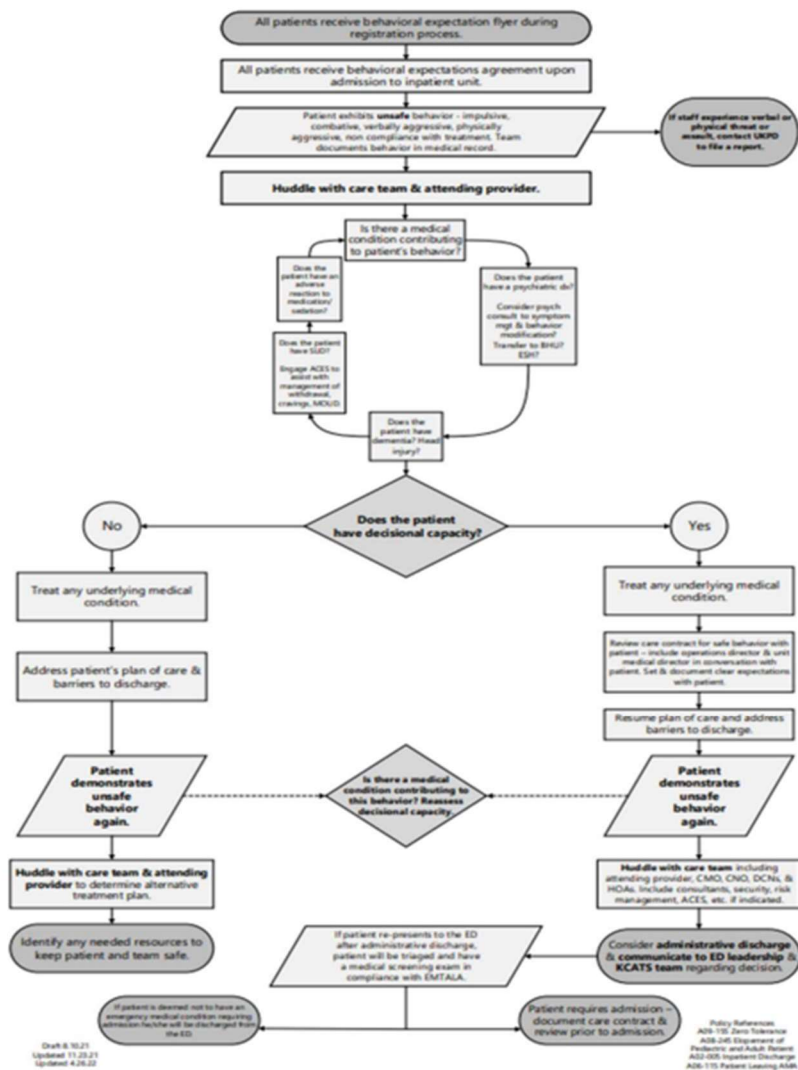 All patients receive behavioral expectation flyer during
registration process.
All patients receive behavioral expectations agreement upon
admission to inpatient unit.
Patient exhibits unsafe behavior - impulsive,
combative, verbally aggressive, physically
aggressive, non compliance with treatment. Team
documents behavior in medical record.
If staff experience verbal or
physical threat or
assault, contact UKPD
to file a report.
Huddle with care team & attending provider.
Is there a medical
condition contributing
to patient's behavior?
Does the
patient have an
adverse
reaction to
medication/
sedation?
Does the patient
have a psychiatric dx?
Consider psych
consult to symptom
mgt & behavior
modification?
Transfer to BHU?
ESH?
Does the patient
have SUD?
Engage ACES to
assist with
management of
withdrawal,
cravings, MOUD.
Does the
patient have
dementia? Head
injury?
Does the patient
have decisional capacity?
No
Yes
Treat any underlying medical
condition.
Address patient's plan of care &
barriers to discharge.
Patient
demonstrates
unsafe
behavior
again.
Huddle with care team & attending
provider to determine alternative
treatment plan.
Identify any needed resources to
keep patient and team safe.
Treat any underlying medical
condition.
Review care contract for safe behavior with
patient – include operations director & unit
medical director in conversation with
patient. Set & document clear expectations
with patient.
Resume plan of care and address
barriers to discharge.
Patient
demonstrates
unsafe
behavior
again.
Is there a medical
condition contributing to
this behavior? Reassess
decisional capacity.
Huddle with care team including
attending provider, CMO, CNO, DCNs, &
HOAs. Include consultants, security, risk
management, ACES, etc. if indicated.
Consider administrative discharge
& communicate to ED leadership &
KCATS team regarding decision.
If patient re-presents to the ED
after administrative discharge,
patient will be triaged and have
a medical screening exam in
compliance with EMTALA.
If patient is deemed not to have an
emergency medical condition requiring
admission he/she will be discharged from
the ED.
Patient requires admission –
document care contract &
review prior to admission.
Draft 8.10.21
Updated 11.23.21
Updated 4.26.22
Policy References
A09-155 Zero Tolerance
A08-245 Elopement of
Pediatric and Adult Patient
A02-005 Inpatient Discharge
A06-115 Patient Leaving AMA